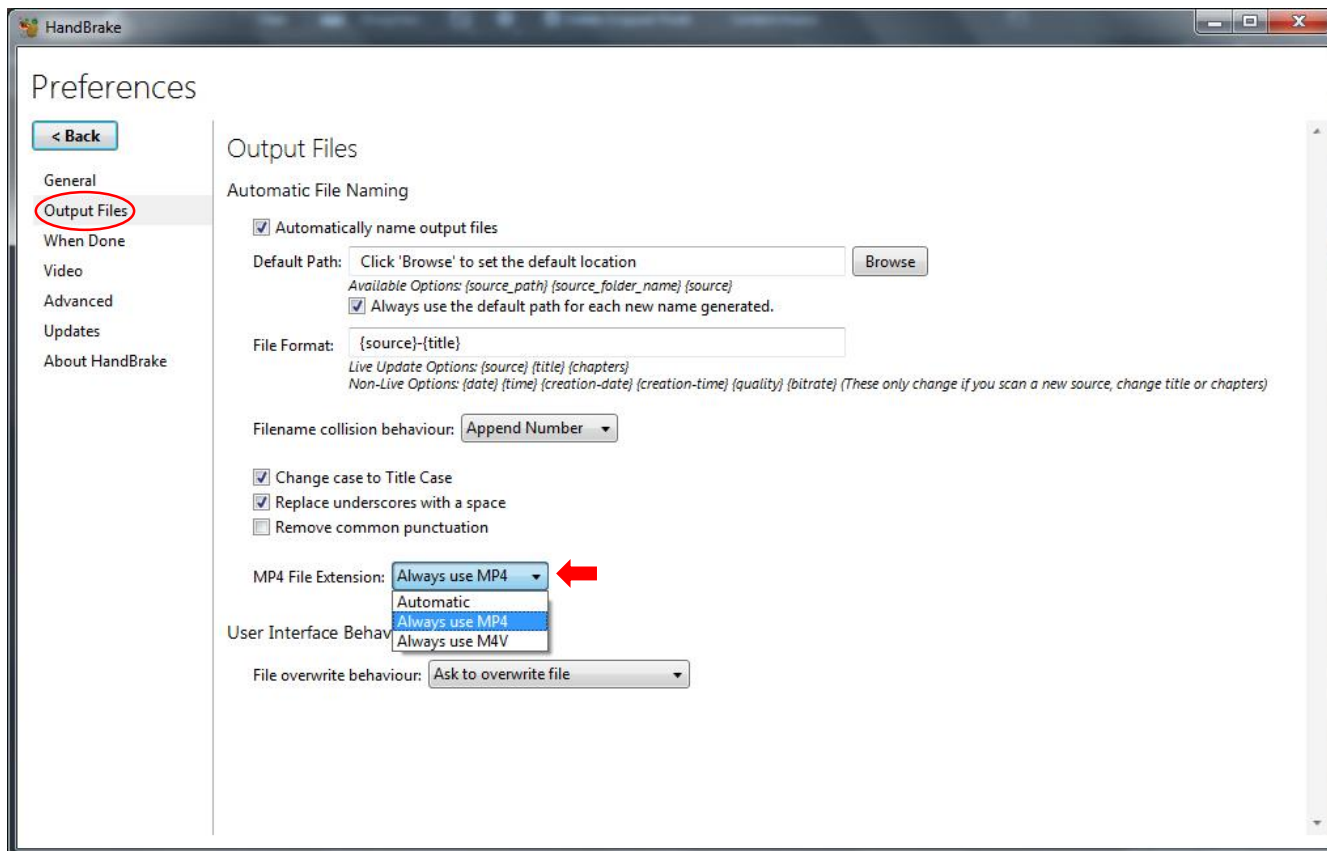 HandBrake
Preferences
< Back
General
Output Files
When Done
Video
Advanced
Updates
About HandBrake
Output Files
Automatic File Naming
Automatically name output files
Default Path: Click 'Browse' to set the default location Browse
Available Options: {source_path} {source_folder_name} {source}
Always use the default path for each new name generated.
File Format: {source}-{title}
Live Update Options: {source} {title} {chapters}
Non-Live Options: {date} {time} {creation-date} {creation-time} {quality} {bitrate} (These only change if you scan a new source, change title or chapters)
Filename collision behaviour: Append Number
Change case to Title Case
Replace underscores with a space
Remove common punctuation
MP4 File Extension: Always use MP4
Automatic
Always use MP4
Always use M4V
User Interface Behav
File overwrite behaviour: Ask to overwrite file